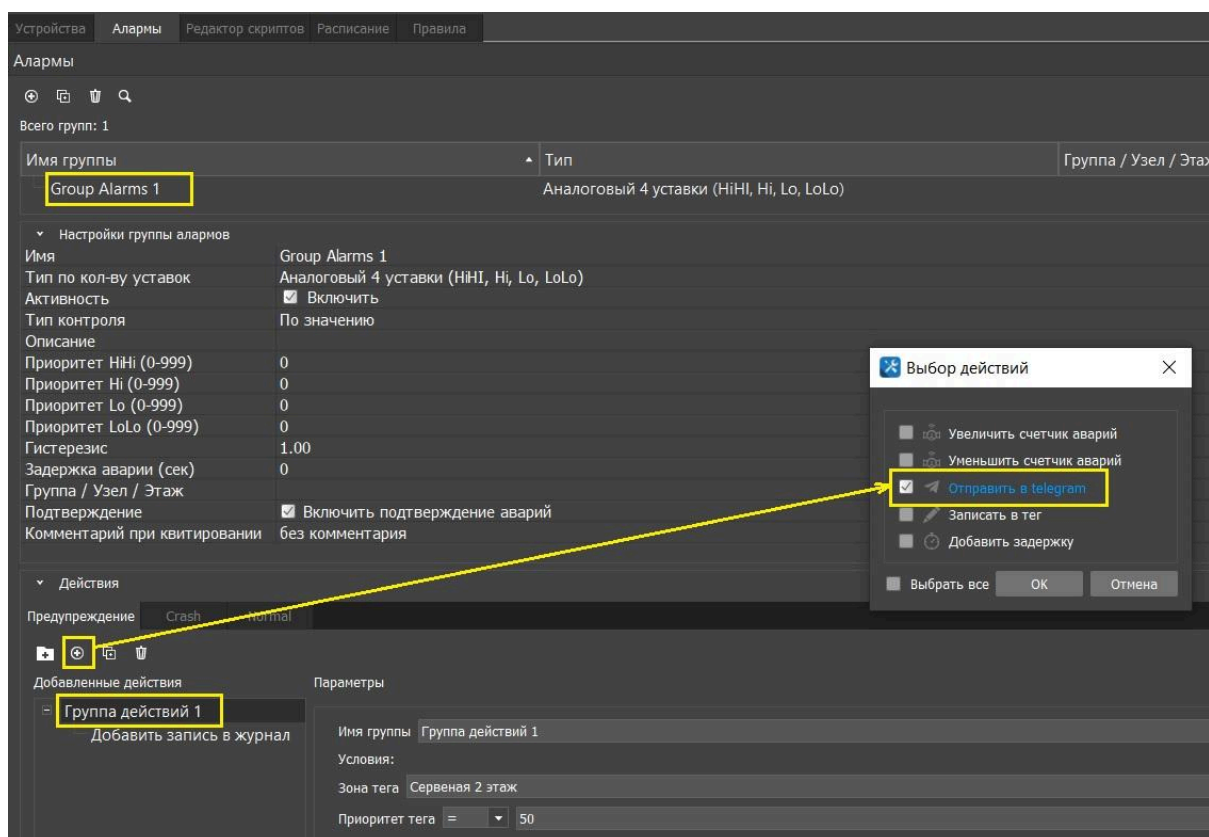 Устройства Алармы Редактор скриптов Расписание Правила
Алармы
Всего групп: 1
Имя группы Тип Группа / Узел / Этаж
Group Alarms 1 Аналоговый 4 уставки (HiHI, Hi, Lo, LoLo)
Настройки группы алармов
Имя Group Alarms 1
Тип по кол-ву уставок Аналоговый 4 уставки (HiHI, Hi, Lo, LoLo)
Активность Включить
Тип контроля По значению
Описание
Приоритет HiHi (0-999) 0
Приоритет Hi (0-999) 0
Приоритет Lo (0-999) 0
Приоритет LoLo (0-999) 0
Гистерезис 1.00
Задержка аварии (сек) 0
Группа / Узел / Этаж
Подтверждение Включить подтверждение аварий
Комментарий при квитировании без комментария
Выбор действий
Увеличить счетчик аварий
Уменьшить счетчик аварий
Отправить в telegram
Записать в тег
Добавить задержку
Выбрать все OK Отмена
Действия
Предупреждение Crash Normal
Добавленные действия Параметры
Группа действий 1
Добавить запись в журнал
Имя группы Группа действий 1
Условия:
Зона тега Сервеная 2 этаж
Приоритет тега = 50